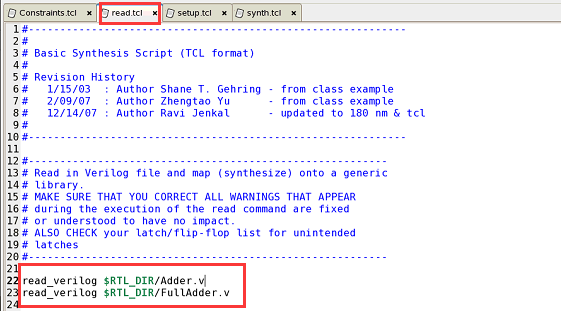 Constraints.tcl read.tcl setup.tcl synth.tcl
1 #------------------------------------------------------------
2 #
3 # Basic Synthesis Script (TCL format)
4 #
5 # Revision History
6 #   1/15/03  : Author Shane T. Gehring - from class example
7 #   2/09/07  : Author Zhengtao Yu      - from class example
8 #   12/14/07 : Author Ravi Jenkal      - updated to 180 nm & tcl
9 #
10 #------------------------------------------------------------
11
12 #---------------------------------------------------------
13 # Read in Verilog file and map (synthesize) onto a generic
14 # library.
15 # MAKE SURE THAT YOU CORRECT ALL WARNINGS THAT APPEAR
16 # during the execution of the read command are fixed
17 # or understood to have no impact.
18 # ALSO CHECK your latch/flip-flop list for unintended
19 # latches
20 #---------------------------------------------------------
21
22 read_verilog $RTL_DIR/Adder.v
23 read_verilog $RTL_DIR/FullAdder.v
24